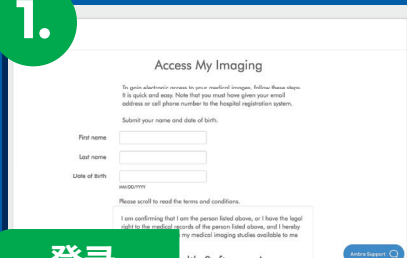 1.
Access My Imaging
To gain electronic access to your medical images, follow these steps.
It is quick and easy. Note that you must have given your email
address or cell phone number to the hospital registration system.
Submit your name and date of birth.
First name
Last name
Date of Birth
MM/DD/YYYY
Please scroll to read the terms and conditions.
I am confirming that I am the person listed above, or I have the legal
right to the medical records of the person listed above, and I hereby
my medical imaging studies available to me
登录
Ambra Support